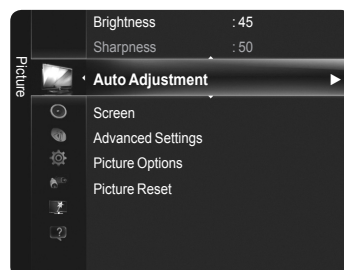 Picture
Brightness : 45
Sharpness : 50
Auto Adjustment
Screen
Advanced Settings
Picture Options
Picture Reset